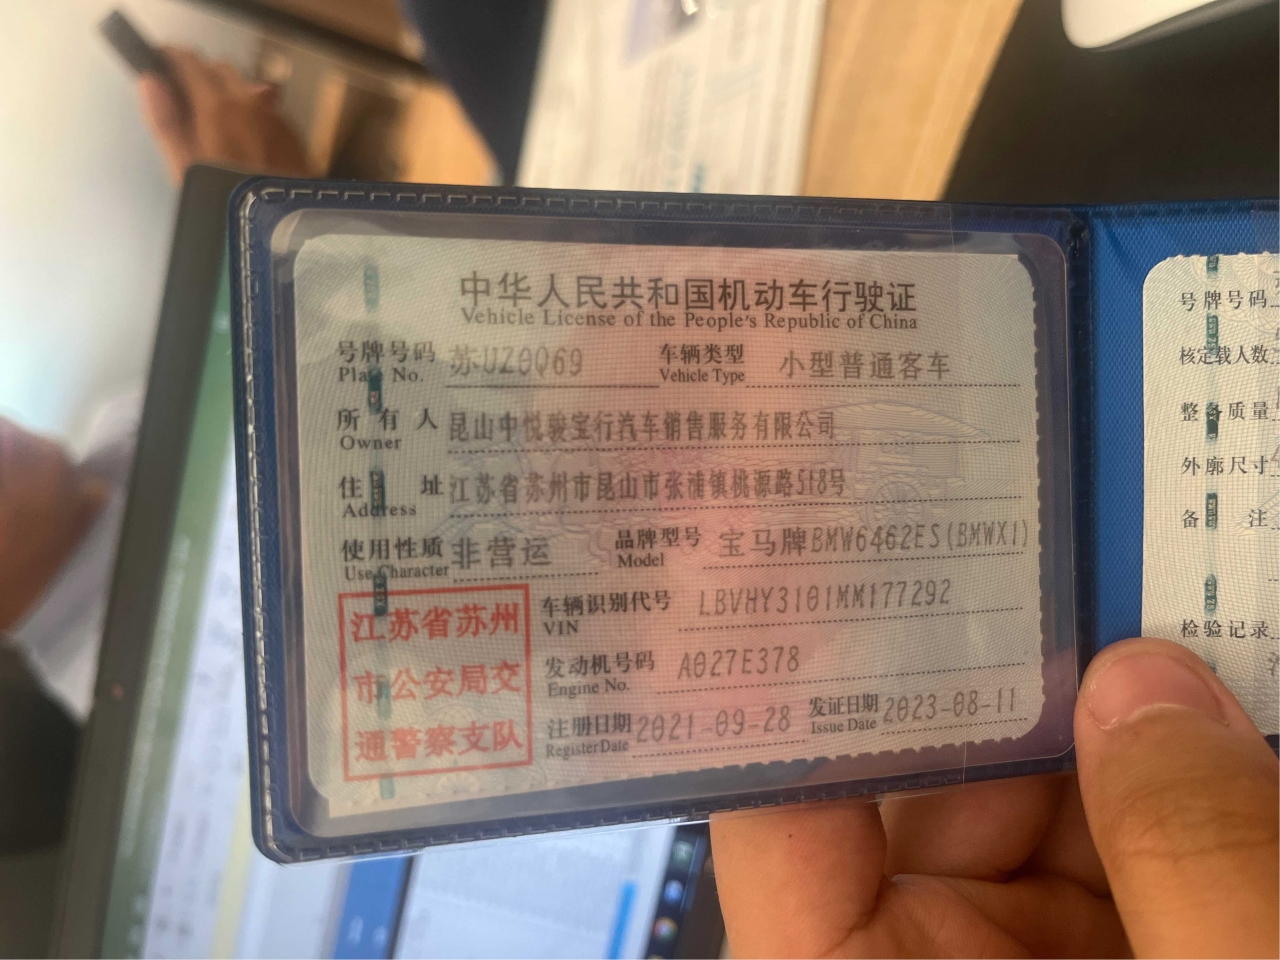 中华人民共和国机动车行驶证
Vehicle License of the People's Republic of China
号牌号码 苏UZ0Q69 车辆类型 小型普通客车
Plate No. Vehicle Type
所有人 昆山中悦骏宝行汽车销售服务有限公司
Owner
住址 江苏省苏州市昆山市张浦镇桃源路518号
Address
使用性质 非营运 品牌型号 宝马牌BMW6462ES(BMWX1)
Use Character Model
车辆识别代号 LBVHY3101MM177292
VIN
发动机号码 A027E378
Engine No.
注册日期 2021-09-28 发证日期 2023-08-11
Register Date Issue Date
江苏省苏州
市公安局交
通警察支队
号牌号码
核定载人数
整备质量
外廓尺寸
备注
检验记录